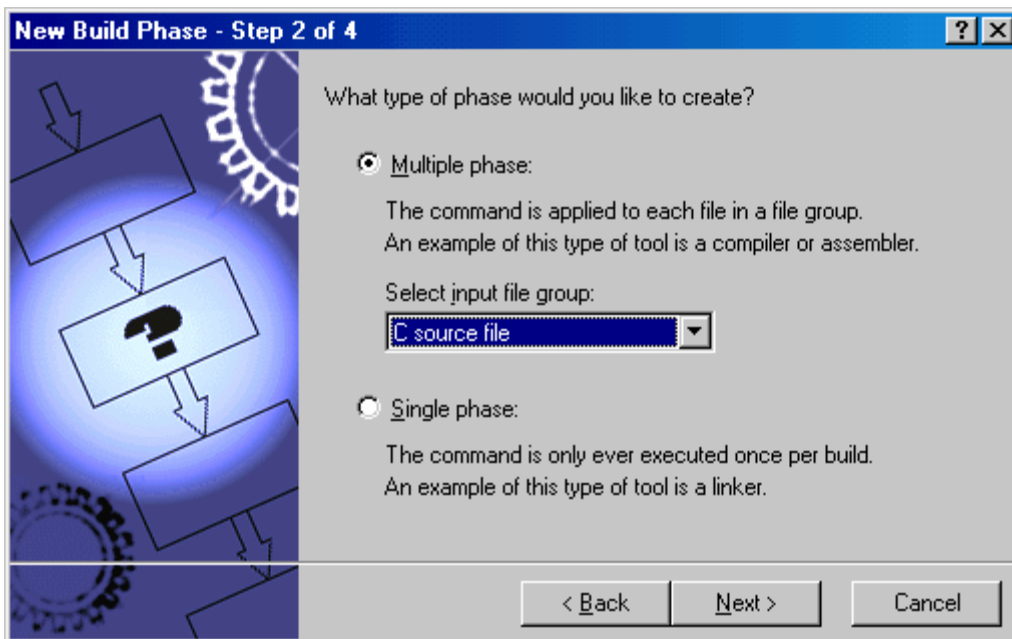 New Build Phase - Step 2 of 4
What type of phase would you like to create?
Multiple phase:
The command is applied to each file in a file group.
An example of this type of tool is a compiler or assembler.
Select input file group:
C source file
Single phase:
The command is only ever executed once per build.
An example of this type of tool is a linker.
< Back Next > Cancel